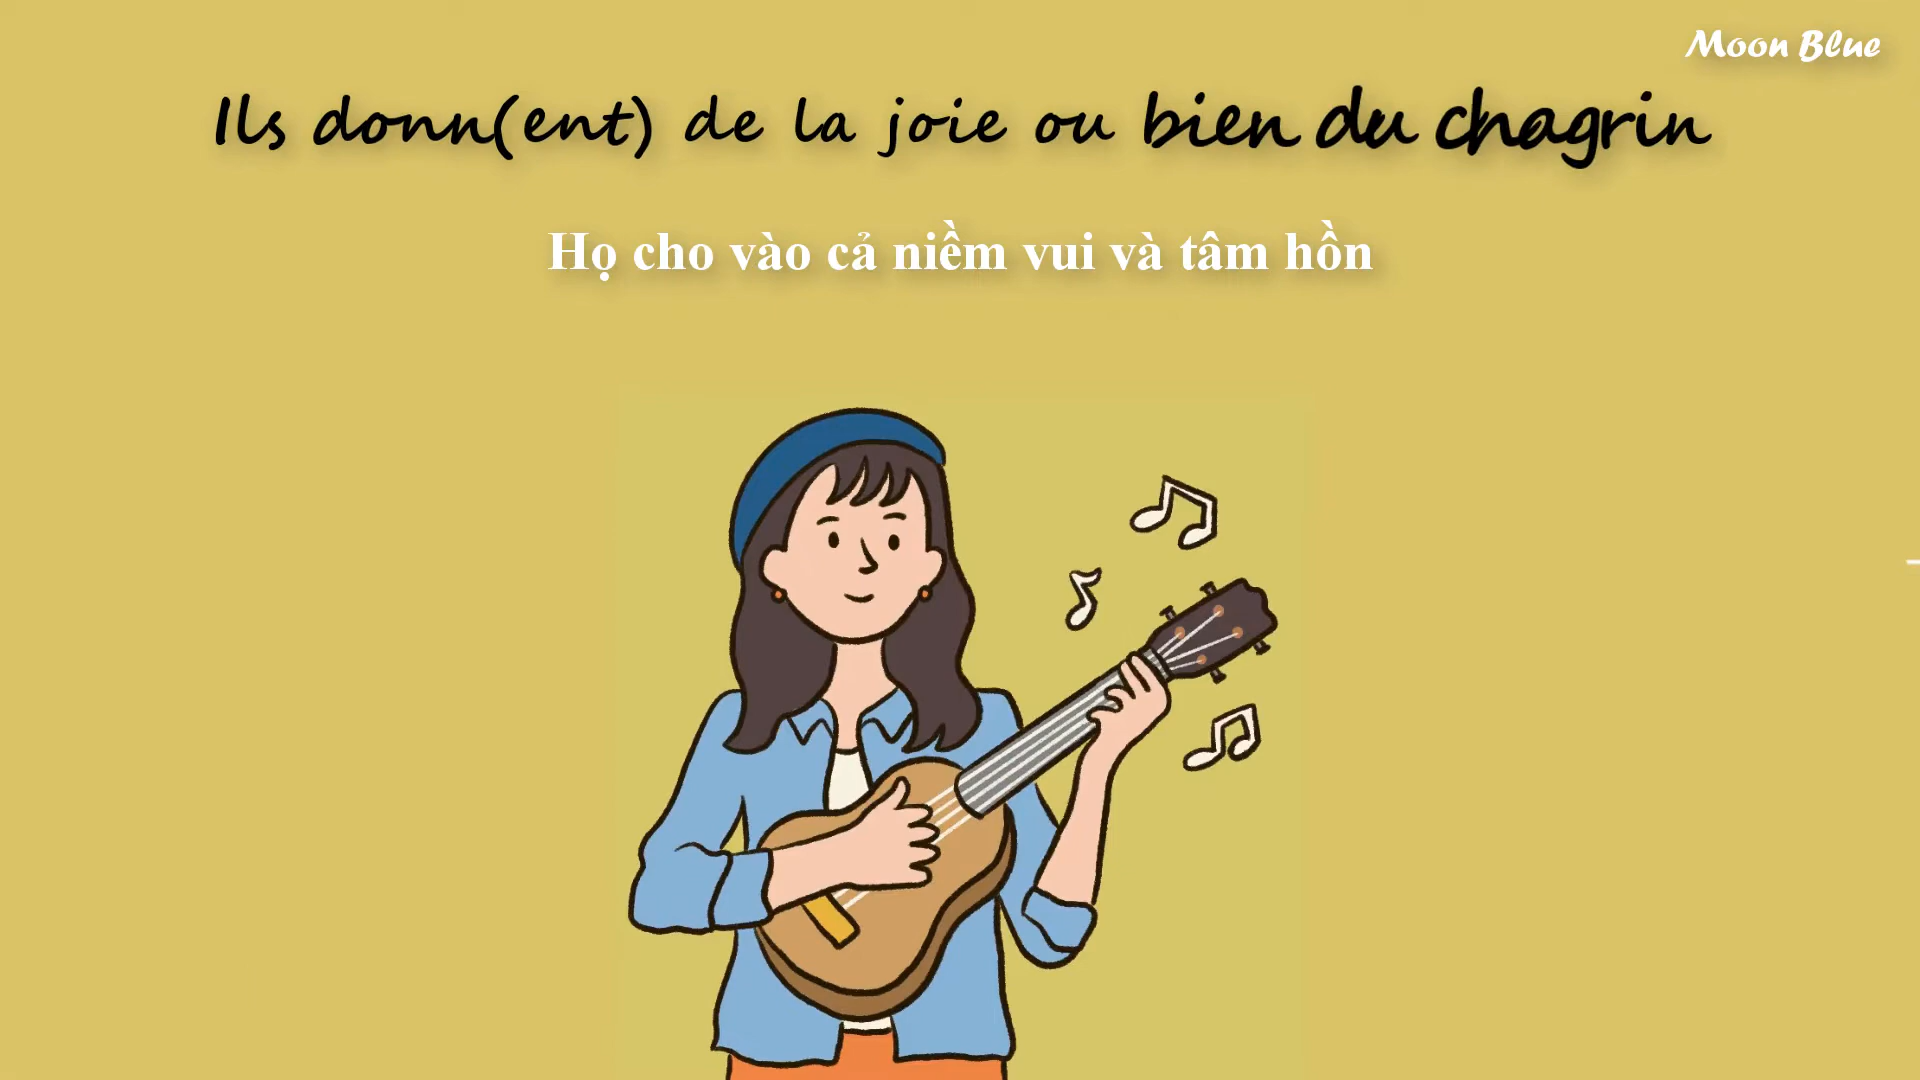 Moon Blue
Ils donn(ent) de la joie ou bien du chagrin
Họ cho vào cả niềm vui và tâm hồn